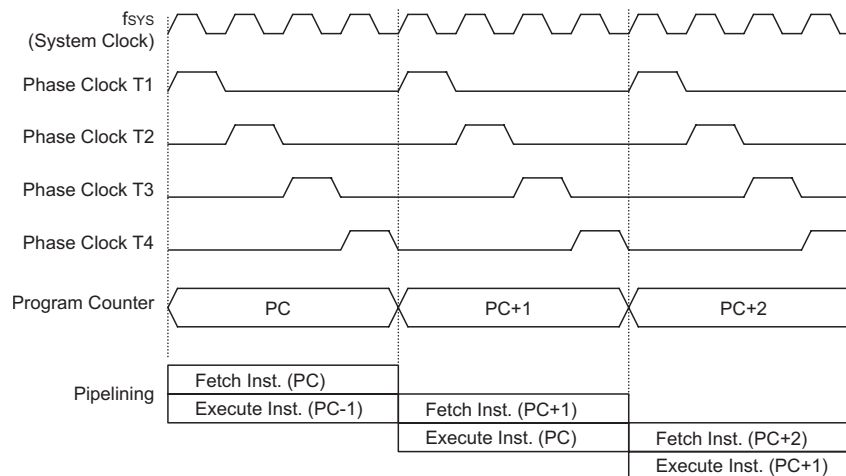 fSYS
(System Clock)
Phase Clock T1
Phase Clock T2
Phase Clock T3
Phase Clock T4
Program Counter
PC
PC+1
PC+2
Pipelining
Fetch Inst. (PC)
Execute Inst. (PC-1)
Fetch Inst. (PC+1)
Execute Inst. (PC)
Fetch Inst. (PC+2)
Execute Inst. (PC+1)